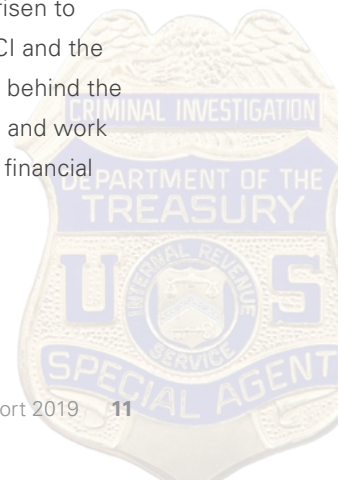 risen to
CI and the
behind the
CRIMINAL INVESTIGATION
and work
financial
DEPARTMENT OF THE
TREASURY
U S
INTERNAL REVENUE
SERVICE
SPECIAL AGENT
ort 2019 11